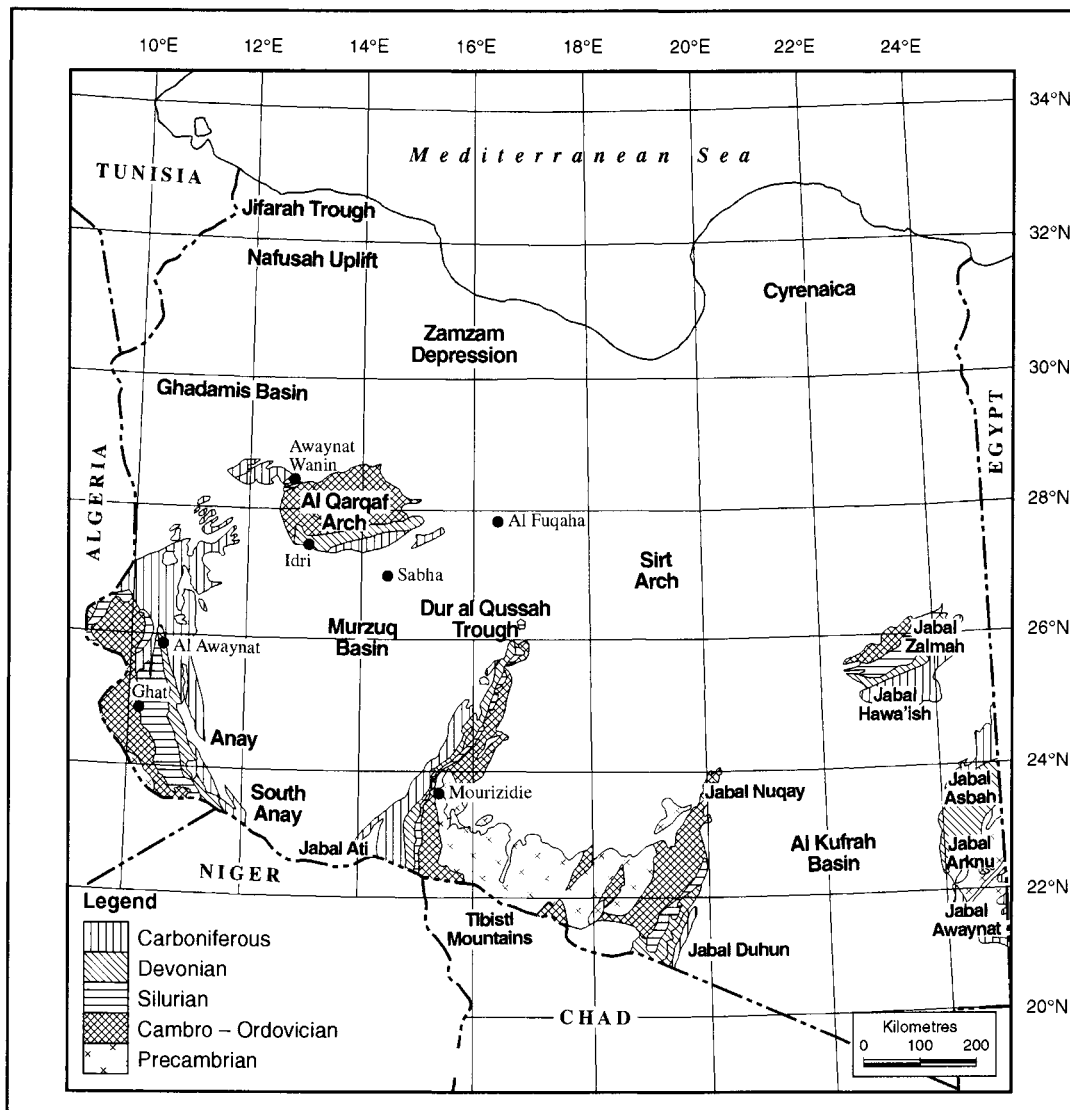 10°E 12°E 14°E 16°E 18°E 20°E 22°E 24°E
34°N
Mediterranean Sea
TUNISIA
Jifarah Trough
32°N
Nafusah Uplift
Cyrenaica
Zamzam
Depression
30°N
Ghadamis Basin
EGYPT
ALGERIA
Awaynat
Wanin
28°N
Al Qarqaf
Arch
Al Fuqaha
Idri
Sirt
Arch
Sabha
Dur al Qussah
Trough
Murzuq
Basin
26°N
Jabal
Zalmah
Al Awaynat
Jabal
Hawa'ish
Ghat
Anay
24°N
South
Anay
Mourizidie
Jabal Nuqay
Jabal
Asbah
Jabal Ati
Al Kufrah
Basin
Jabal
Arknu
NIGER
22°N
Tibisti
Mountains
Jabal
Awaynat
Jabal Duhun
Legend
Carboniferous
Devonian
Silurian
Cambro – Ordovician
Precambrian
20°N
CHAD
Kilometres
0 100 200